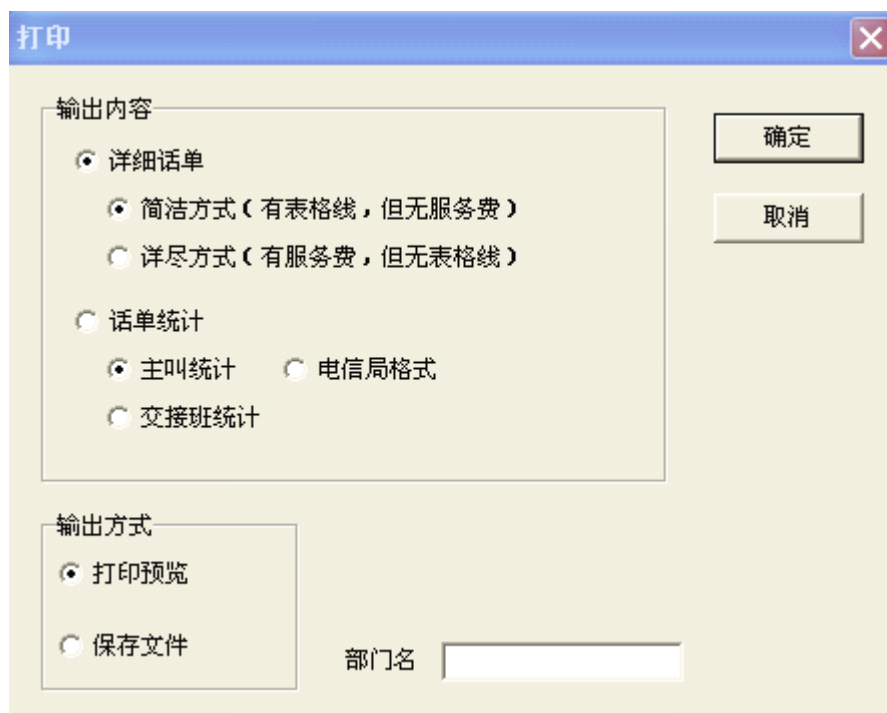 打印
输出内容
确定
详细话单
简洁方式(有表格线,但无服务费)
取消
详尽方式(有服务费,但无表格线)
话单统计
主叫统计 电信局格式
交接班统计
输出方式
打印预览
保存文件
部门名